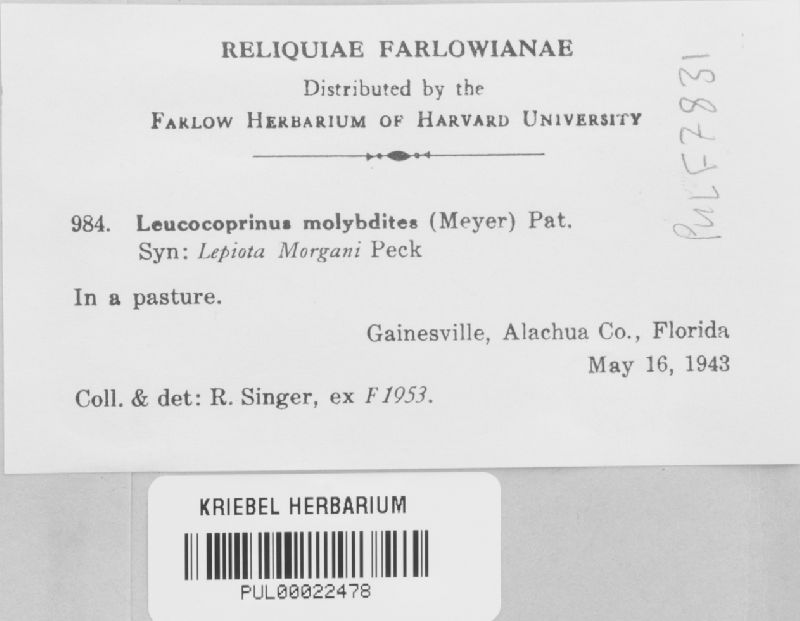 RELIQUIAE FARLOWIANAE
Distributed by the
FARLOW HERBARIUM OF HARVARD UNIVERSITY
984. Leucocoprinus molybdites (Meyer) Pat.
Syn: Lepiota Morgani Peck
In a pasture.
Gainesville, Alachua Co., Florida
May 16, 1943
Coll. & det: R. Singer, ex F1953.
PUL F7831
KRIEBEL HERBARIUM
PUL00022478